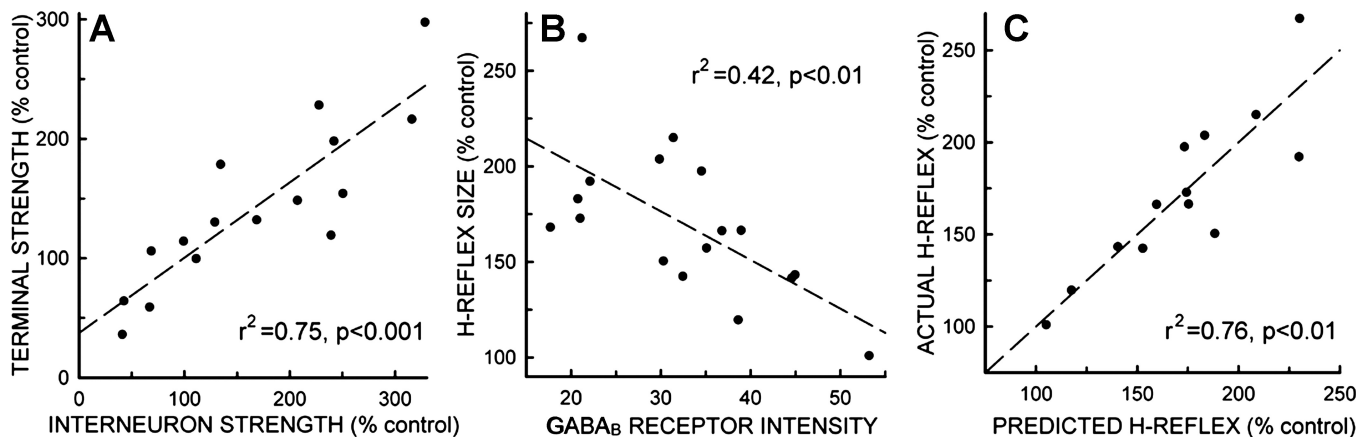 A
TERMINAL STRENGTH (% control)
300
200
100
0
r²=0.75, p<0.001
0 100 200 300
INTERNEURON STRENGTH (% control)
B
H-REFLEX SIZE (% control)
250
200
150
100
r²=0.42, p<0.01
20 30 40 50
GABA_B RECEPTOR INTENSITY
C
ACTUAL H-REFLEX (% control)
250
200
150
100
r²=0.76, p<0.01
100 150 200 250
PREDICTED H-REFLEX (% control)